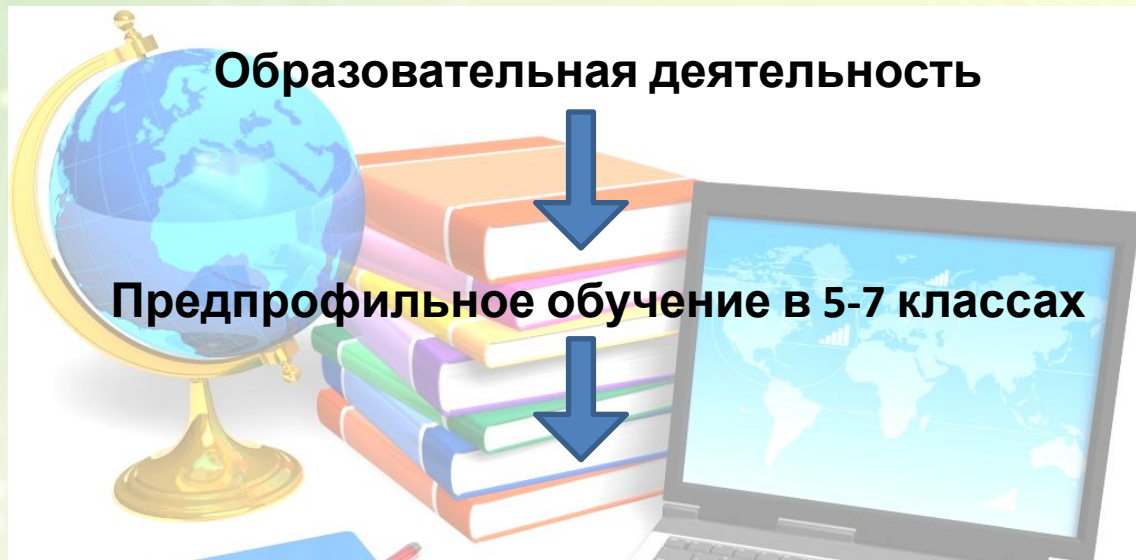 Образовательная деятельность
Предпрофильное обучение в 5-7 классах